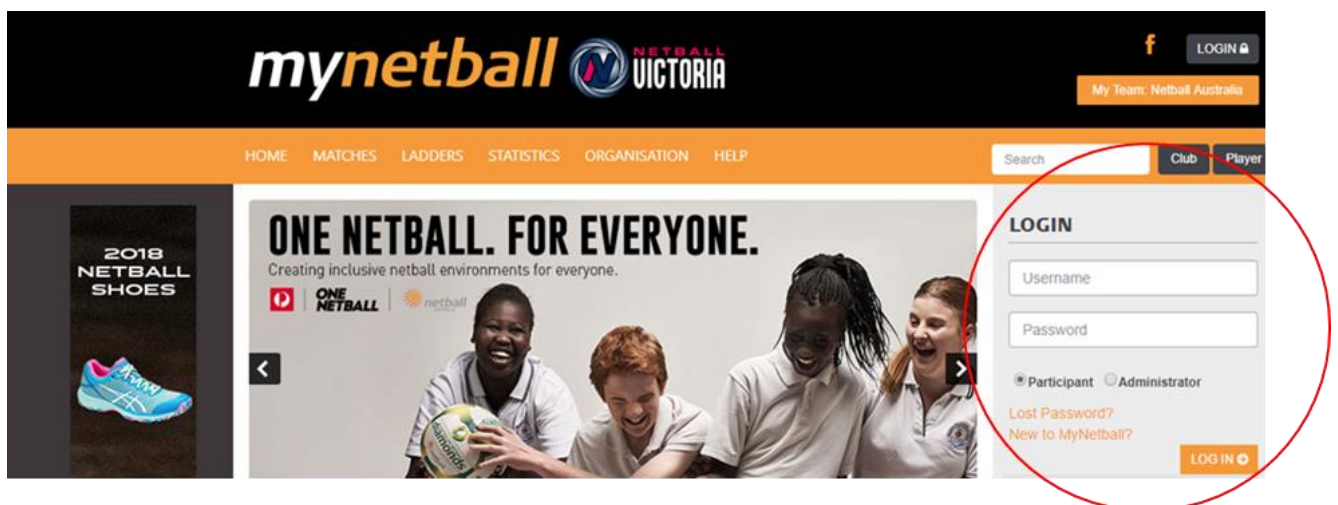 mynetball NETBALL VICTORIA
f LOGIN
My Team: Netball Australia
HOME MATCHES LADDERS STATISTICS ORGANISATION HELP
Search Club Player
2018
NETBALL
SHOES
ONE NETBALL. FOR EVERYONE.
Creating inclusive netball environments for everyone.
ONE
NETBALL
netball
diamonds
LOGIN
Username
Password
Participant Administrator
Lost Password?
New to MyNetball?
LOG IN